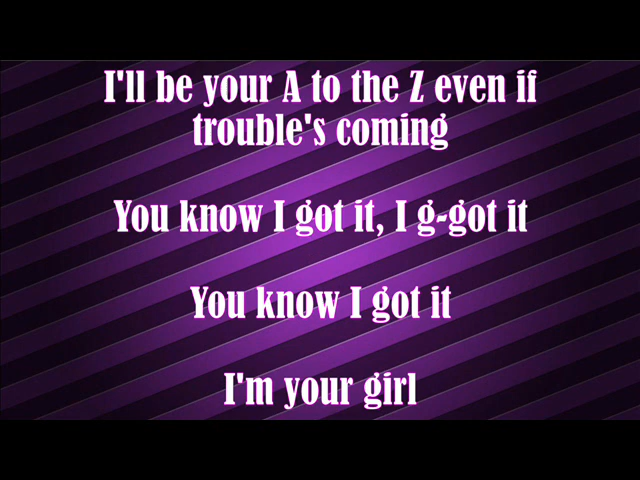 I'll be your A to the Z even if
trouble's coming
You know I got it, I g-got it
You know I got it
I'm your girl